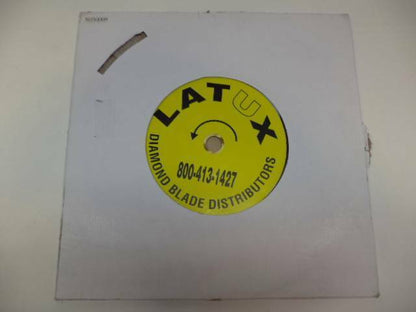 LATUX
800-413-1427
DIAMOND BLADE DISTRIBUTORS